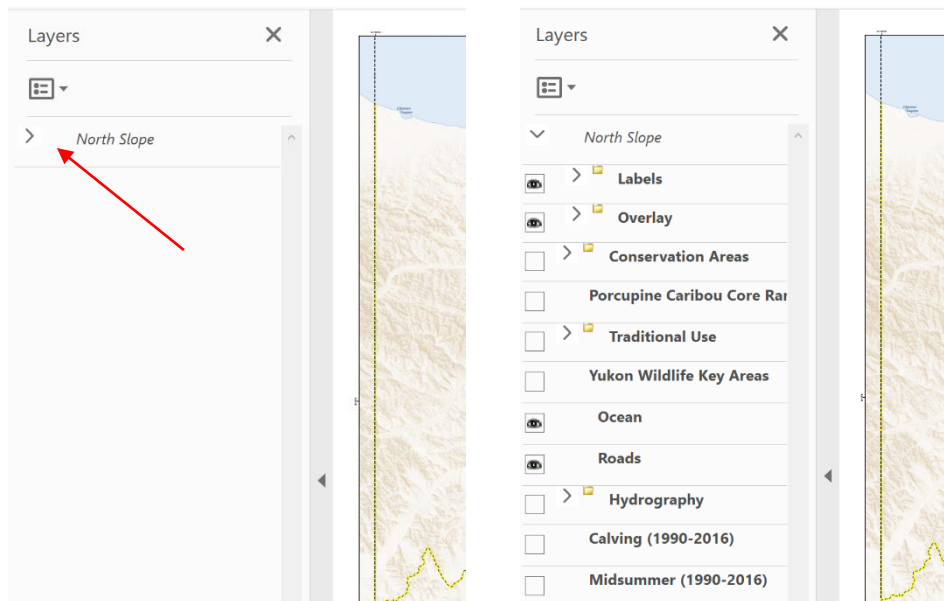 Layers
North Slope
Layers
North Slope
Labels
Overlay
Conservation Areas
Porcupine Caribou Core Ran
Traditional Use
Yukon Wildlife Key Areas
Ocean
Roads
Hydrography
Calving (1990-2016)
Midsummer (1990-2016)